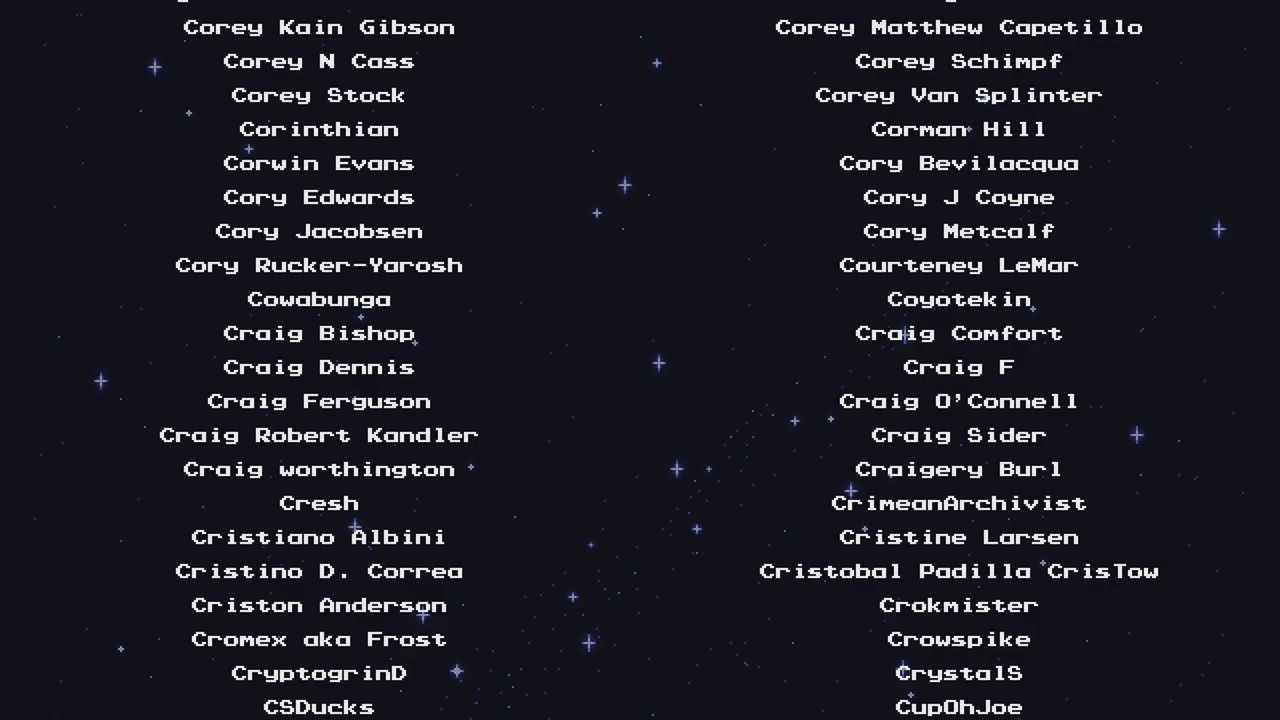 Corey Kain Gibson Corey Matthew Capetillo
Corey N Cass Corey Schimpf
Corey Stock Corey Van Splinter
Corinthian Corman Hill
Corwin Evans Cory Bevilacqua
Cory Edwards Cory J Coyne
Cory Jacobsen Cory Metcalf
Cory Rucker-Yarosh Courteney LeMar
Cowabunga Coyotekin
Craig Bishop Craig Comfort
Craig Dennis Craig F
Craig Ferguson Craig O'Connell
Craig Robert Kandler Craig Sider
Craig worthington Craigery Burl
Cresh CrimeanArchivist
Cristiano Albini Cristine Larsen
Cristino D. Correa Cristobal Padilla CrisTow
Criston Anderson Crokmister
Cromex aka Frost Crowspike
CryptogrinD CrystalS
CSDucks CupOhJoe